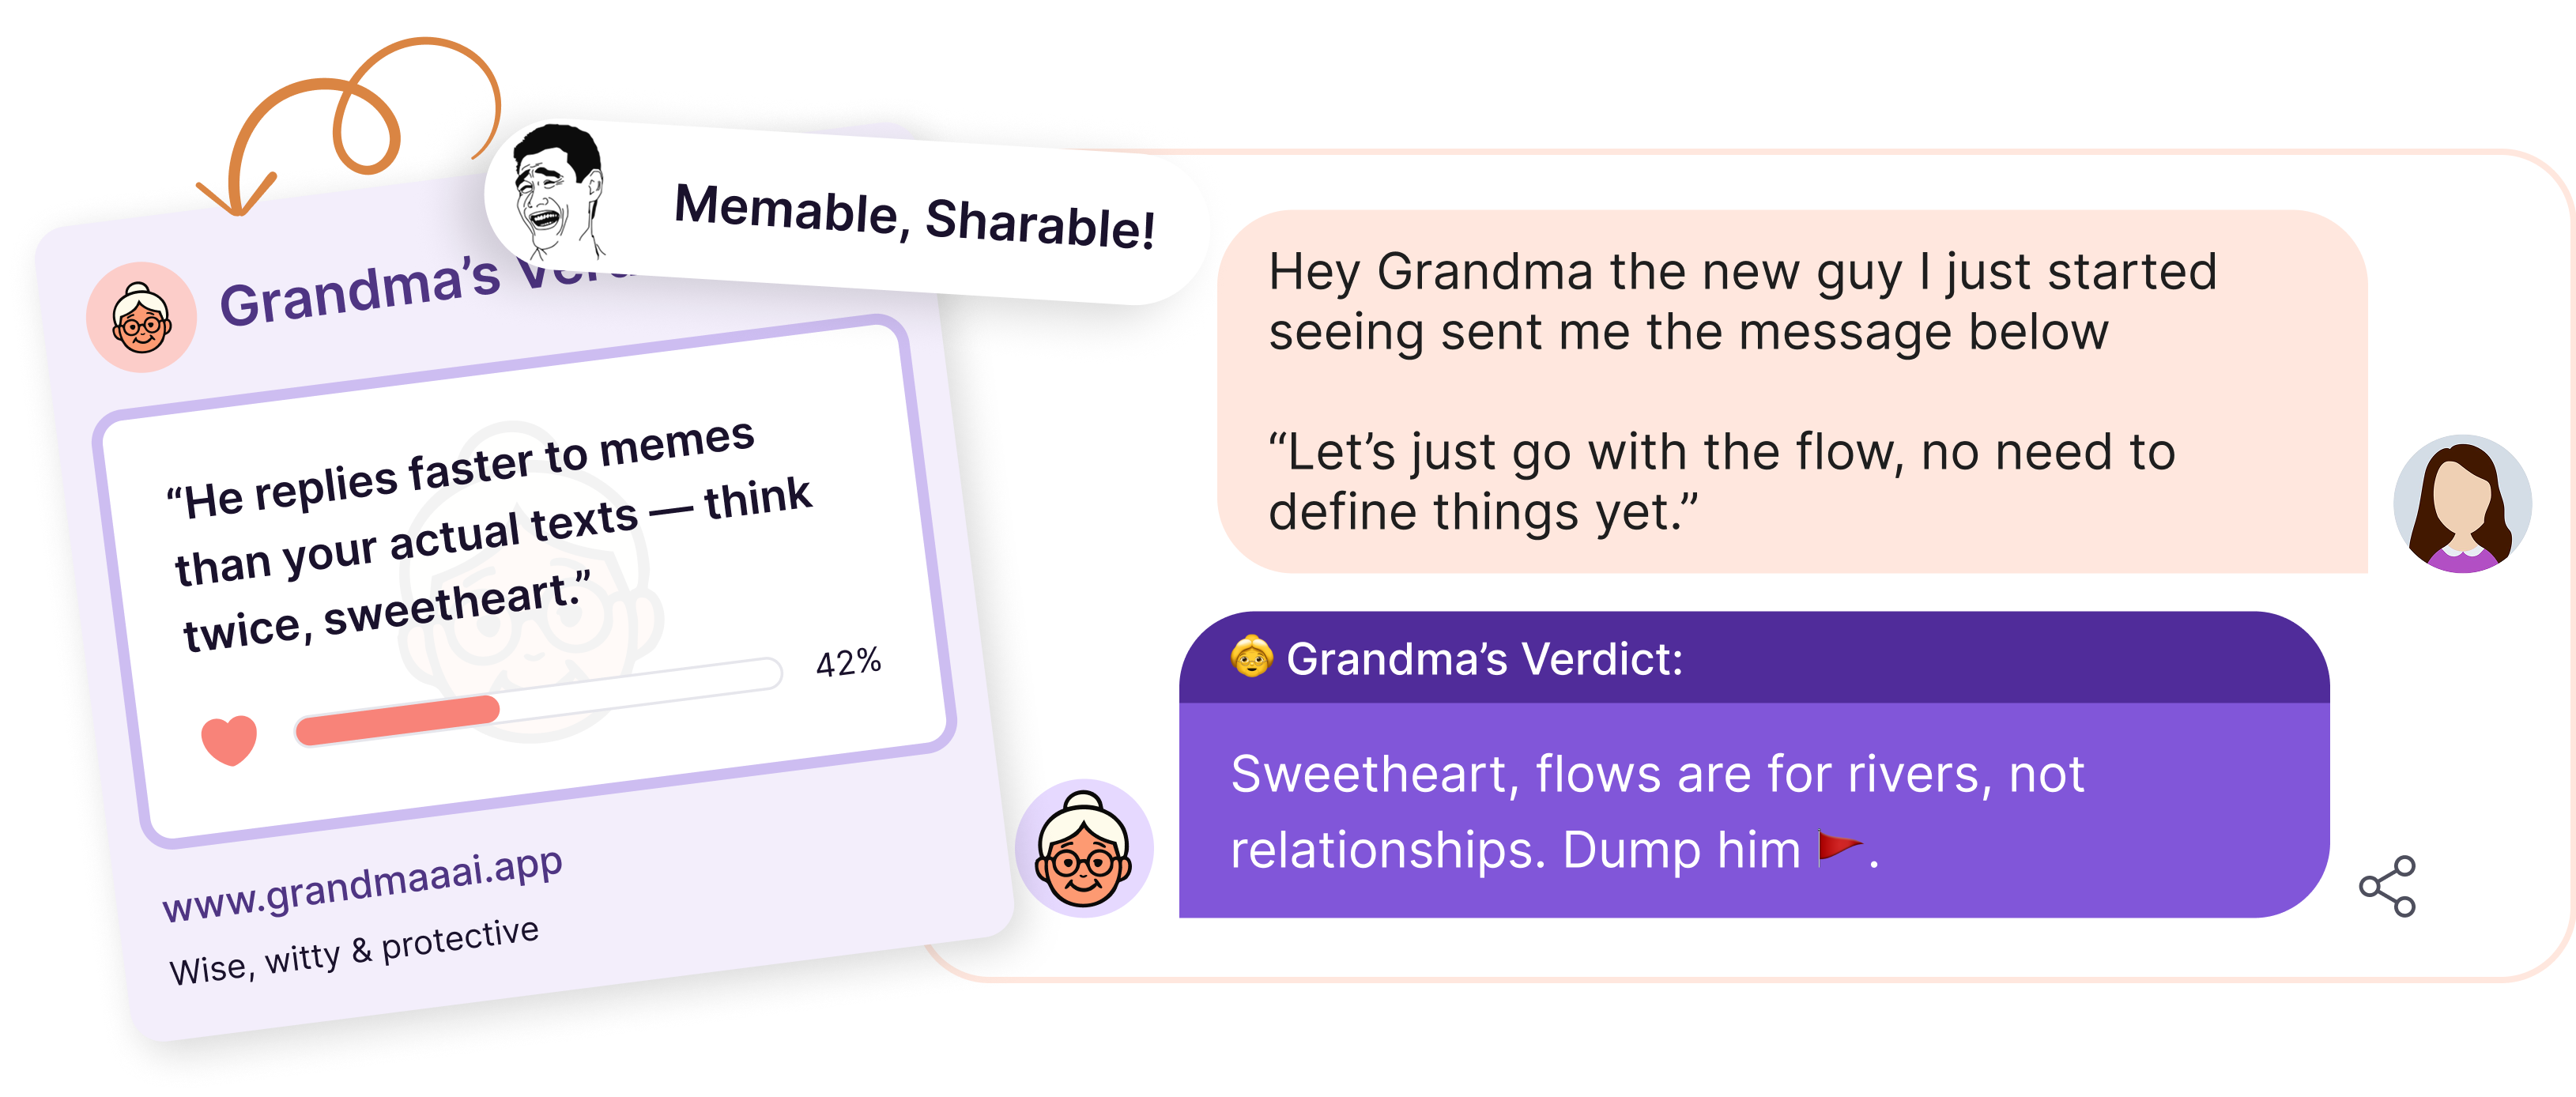 Memable, Sharable!
Grandma’s
“He replies faster to memes
than your actual texts — think
twice, sweetheart.”
42%
www.grandmaaai.app
Wise, witty & protective
Hey Grandma the new guy I just started
seeing sent me the message below
“Let’s just go with the flow, no need to
define things yet.”
Grandma’s Verdict:
Sweetheart, flows are for rivers, not
relationships. Dump him 🚩.